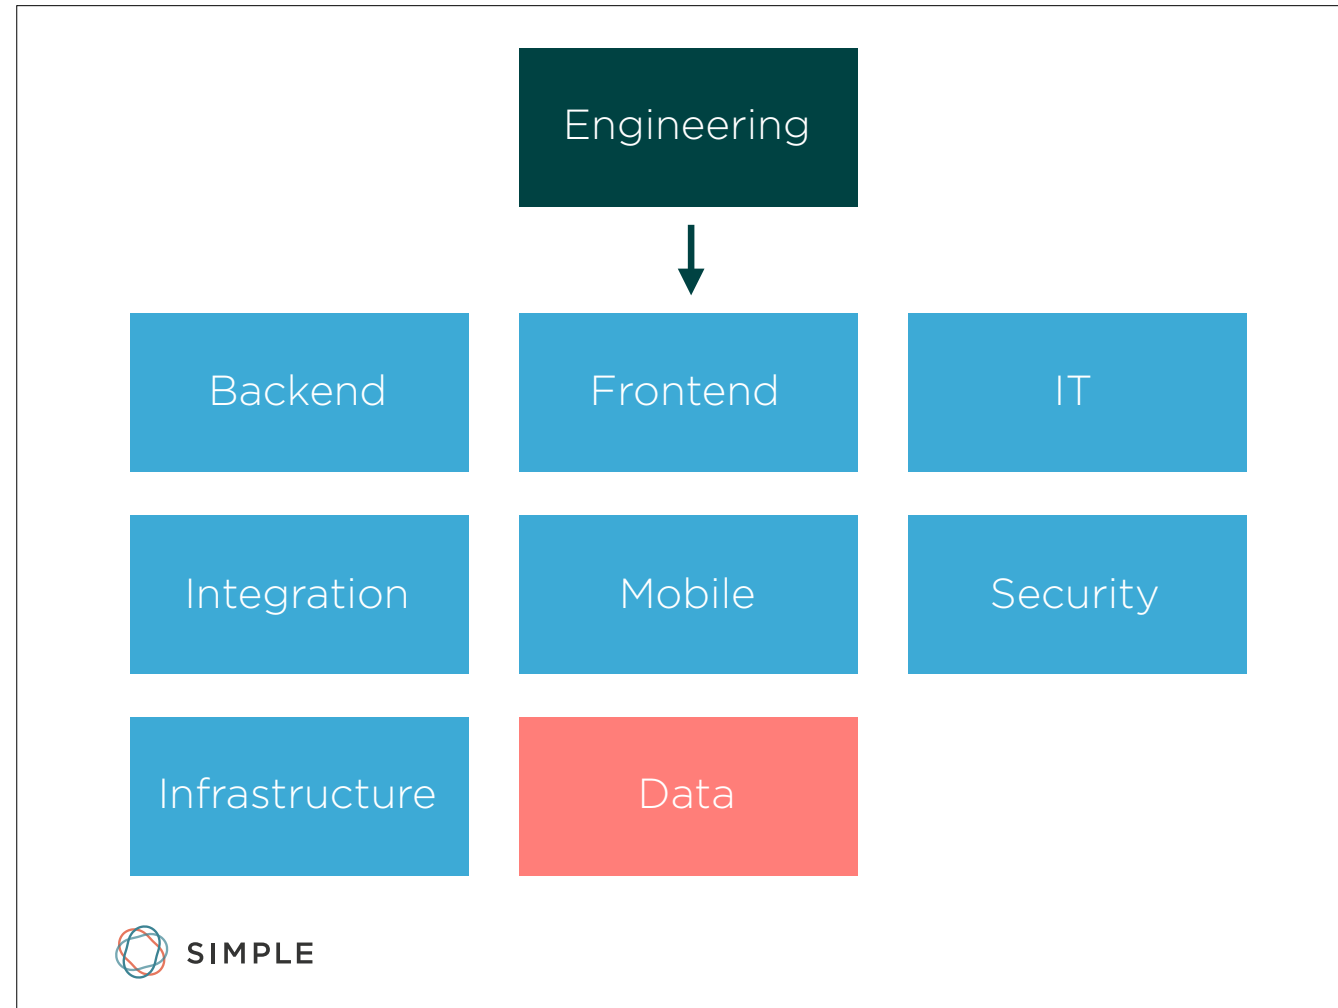 Engineering
Backend
Frontend
IT
Integration
Mobile
Security
Infrastructure
Data
SIMPLE